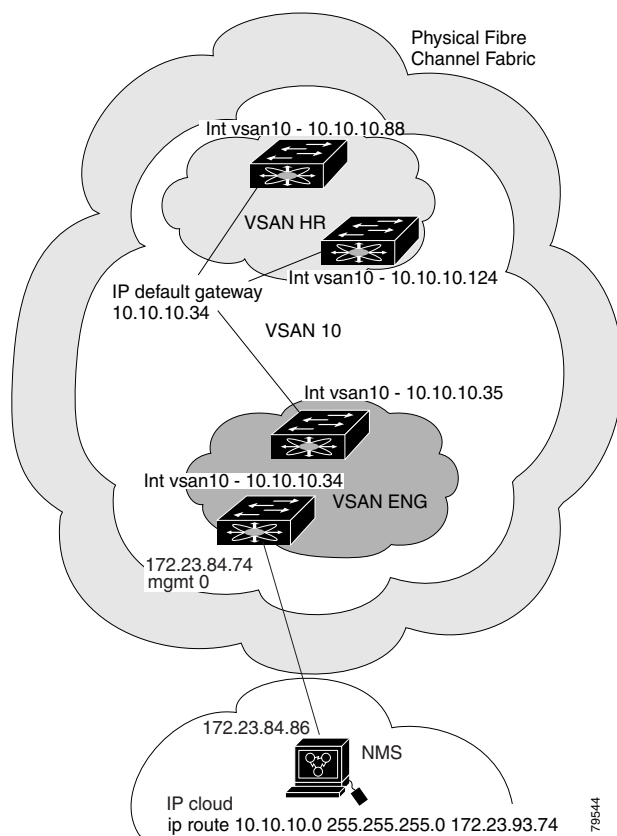 Physical Fibre
Channel Fabric
Int vsan10 - 10.10.10.88
VSAN HR
Int vsan10 - 10.10.10.124
IP default gateway
10.10.10.34
VSAN 10
Int vsan10 - 10.10.10.35
Int vsan10 - 10.10.10.34
VSAN ENG
172.23.84.74
mgmt 0
172.23.84.86
NMS
IP cloud
ip route 10.10.10.0 255.255.255.0 172.23.93.74
79544